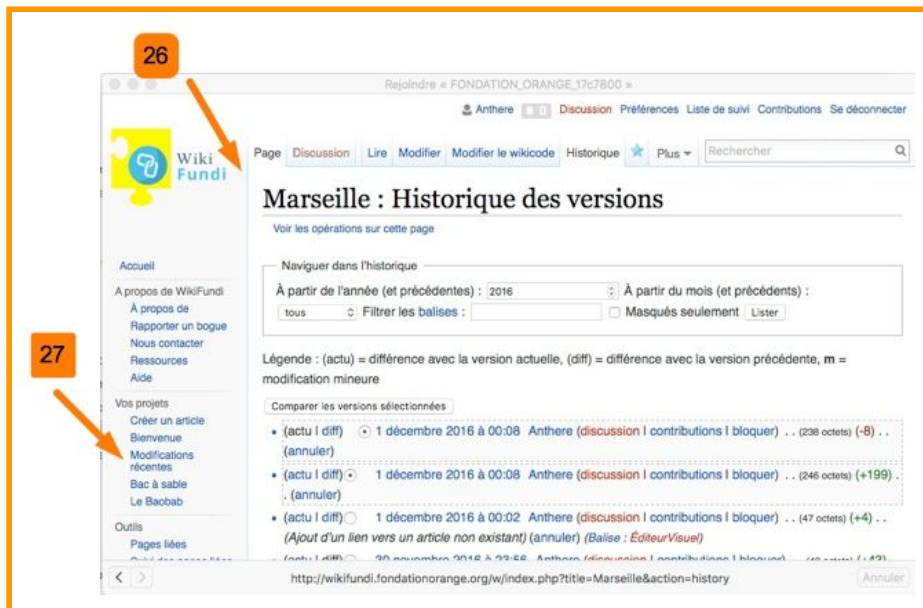 26
Rejoindre « FONDATION_ORANGE_17c7800 »
Anthere Discussion Préférences Liste de suivi Contributions Se déconnecter
Wiki
Fundi
Page Discussion Lire Modifier Modifier le wikicode Historique Plus Rechercher
Marseille : Historique des versions
Voir les opérations sur cette page
Accueil
Naviguer dans l'historique
A propos de WikiFundi
À partir de l'année (et précédentes) : 2016 À partir du mois (et précédents) :
À propos de
tous Filtrer les balises : Masqués seulement Lister
Rapporter un bogue
Nous contacter
27
Ressources
Légende : (actu) = différence avec la version actuelle, (diff) = différence avec la version précédente, m =
Aide
modification mineure
Vos projets
Comparer les versions sélectionnées
Créer un article
Bienvenue
(actu | diff) 1 décembre 2016 à 00:08 Anthere (discussion | contributions | bloquer) . . (238 octets) (-8) . .
(annuler)
Modifications
récentes
(actu | diff) 1 décembre 2016 à 00:08 Anthere (discussion | contributions | bloquer) . . (246 octets) (+199) .
. (annuler)
Bac à sable
Le Baobab
(actu | diff) 1 décembre 2016 à 00:02 Anthere (discussion | contributions | bloquer) . . (47 octets) (+4) . .
Outils
(Ajout d'un lien vers un article non existant) (annuler) (Balise : ÉditeurVisuel)
Pages liées
http://wikifundi.fondationorange.org/w/index.php?title=Marseille&action=history
Annuler